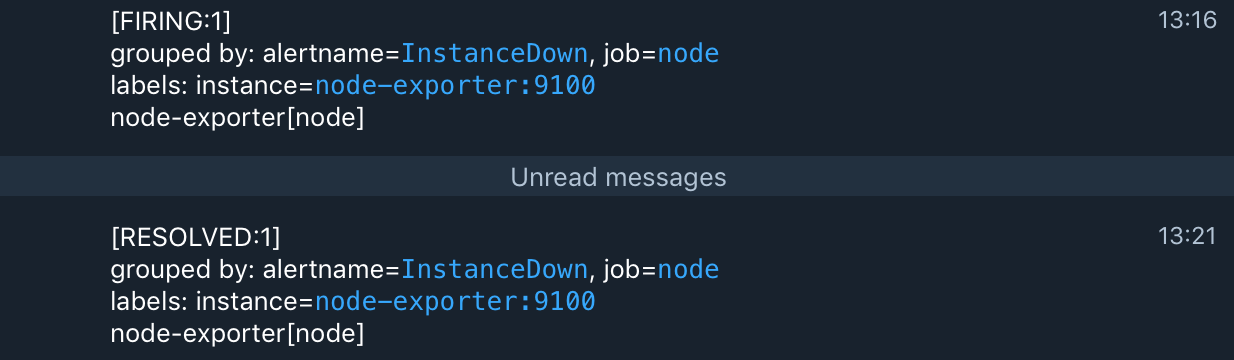 [FIRING:1] 13:16
grouped by: alertname=InstanceDown, job=node
labels: instance=node-exporter:9100
node-exporter[node]
Unread messages
[RESOLVED:1] 13:21
grouped by: alertname=InstanceDown, job=node
labels: instance=node-exporter:9100
node-exporter[node]